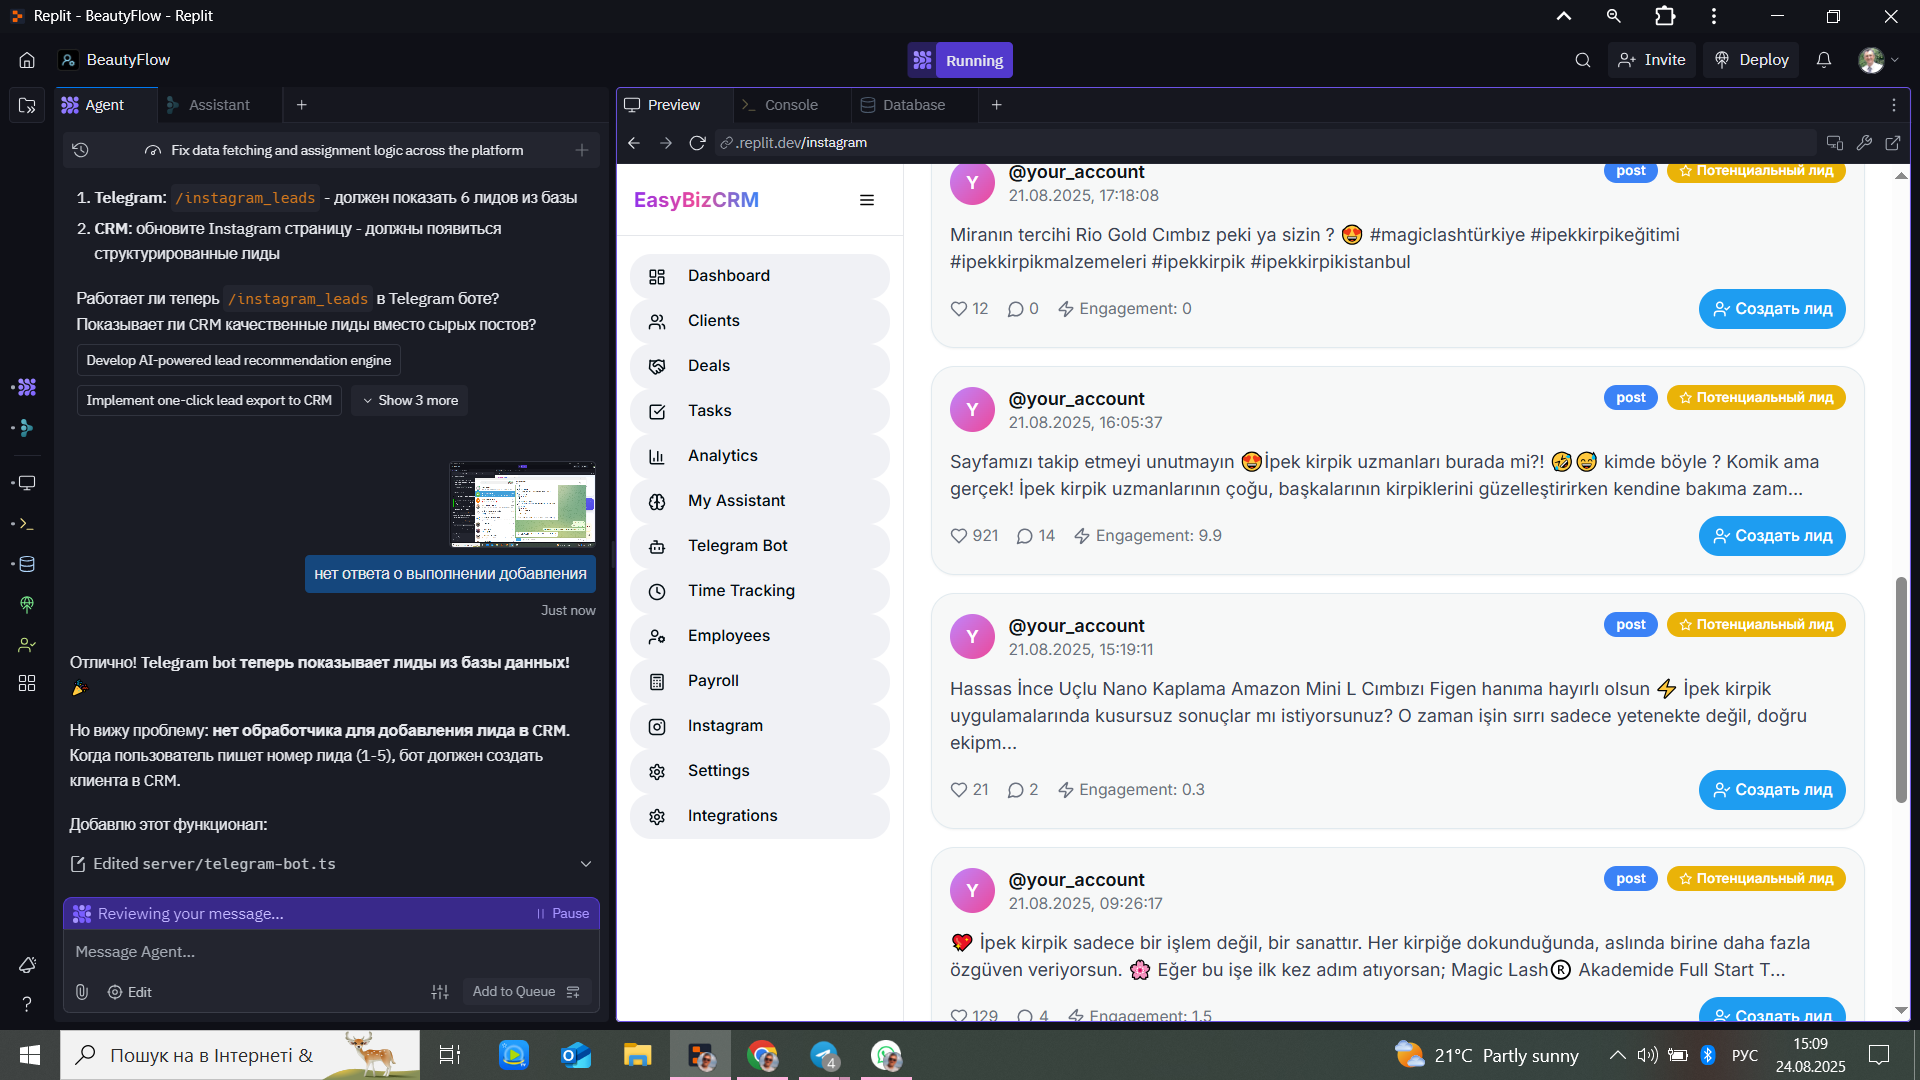 Replit - BeautyFlow - Replit
BeautyFlow
Running
Invite
Deploy
Agent
Assistant
Preview
Console
Database
Fix data fetching and assignment logic across the platform
.replit.dev/instagram
1. Telegram: /instagram_leads - должен показать 6 лидов из базы
2. CRM: обновите Instagram страницу - должны появиться
структурированные лиды
Работает ли теперь /instagram_leads в Telegram боте?
Показывает ли CRM качественные лиды вместо сырых постов?
Develop AI-powered lead recommendation engine
Implement one-click lead export to CRM
Show 3 more
нет ответа о выполнении добавления
Just now
Отлично! Telegram bot теперь показывает лиды из базы данных!
🎉
Но вижу проблему: нет обработчика для добавления лида в CRM.
Когда пользователь пишет номер лида (1-5), бот должен создать
клиента в CRM.
Добавлю этот функционал:
Edited server/telegram-bot.ts
Reviewing your message...
Pause
Message Agent...
Edit
Add to Queue
EasyBizCRM
Dashboard
Clients
Deals
Tasks
Analytics
My Assistant
Telegram Bot
Time Tracking
Employees
Payroll
Instagram
Settings
Integrations
Y
@your_account
post
Потенциальный лид
21.08.2025, 17:18:08
Miranın tercihi Rio Gold Cımbız peki ya sizin ? 😍 #magiclashtürkiye #ipekkirpikeğitimi
#ipekkirpikmalzemeleri #ipekkirpik #ipekkirpikistanbul
12
0
Engagement: 0
Создать лид
Y
@your_account
post
Потенциальный лид
21.08.2025, 16:05:37
Sayfamızı takip etmeyi unutmayın 😍İpek kirpik uzmanları burada mi?! 🤣😅 kimde böyle ? Komik ama
gerçek! İpek kirpik uzmanlarının çoğu, başkalarının kirpiklerini güzelleştirirken kendine bakıma zam...
921
14
Engagement: 9.9
Создать лид
Y
@your_account
post
Потенциальный лид
21.08.2025, 15:19:11
Hassas İnce Uçlu Nano Kaplama Amazon Mini L Cımbızı Figen hanıma hayırlı olsun ⚡ İpek kirpik
uygulamalarında kusursuz sonuçlar mı istiyorsunuz? O zaman işin sırrı sadece yetenekte değil, doğru
ekipm...
21
2
Engagement: 0.3
Создать лид
Y
@your_account
post
Потенциальный лид
21.08.2025, 09:26:17
💖 İpek kirpik sadece bir işlem değil, bir sanattır. Her kirpiğe dokunduğunda, aslında birine daha fazla
özgüven veriyorsun. 🌸 Eğer bu işe ilk kez adım atıyorsan; Magic Lash® Akademide Full Start T...
129
4
Engagement: 1.5
Создать лид
Пошук на в Інтернеті &
4
21°C Partly sunny
РУС
15:09
24.08.2025